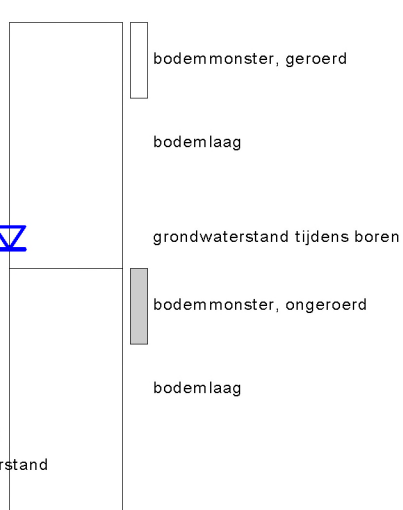 bodemmonster, geroerd
bodemlaag
grondwaterstand tijdens boren
bodemmonster, ongeroerd
bodemlaag
rstand